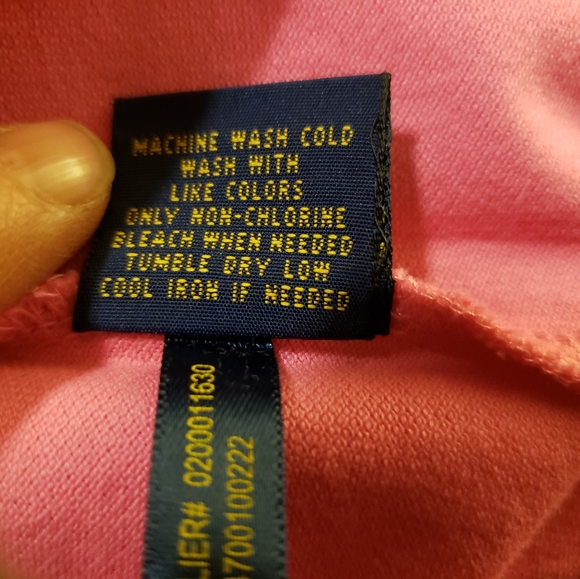 MACHINE WASH COLD
WASH WITH
LIKE COLORS
ONLY NON-CHLORINE
BLEACH WHEN NEEDED
TUMBLE DRY LOW
COOL IRON IF NEEDED
LIER# 0200011630
700100222